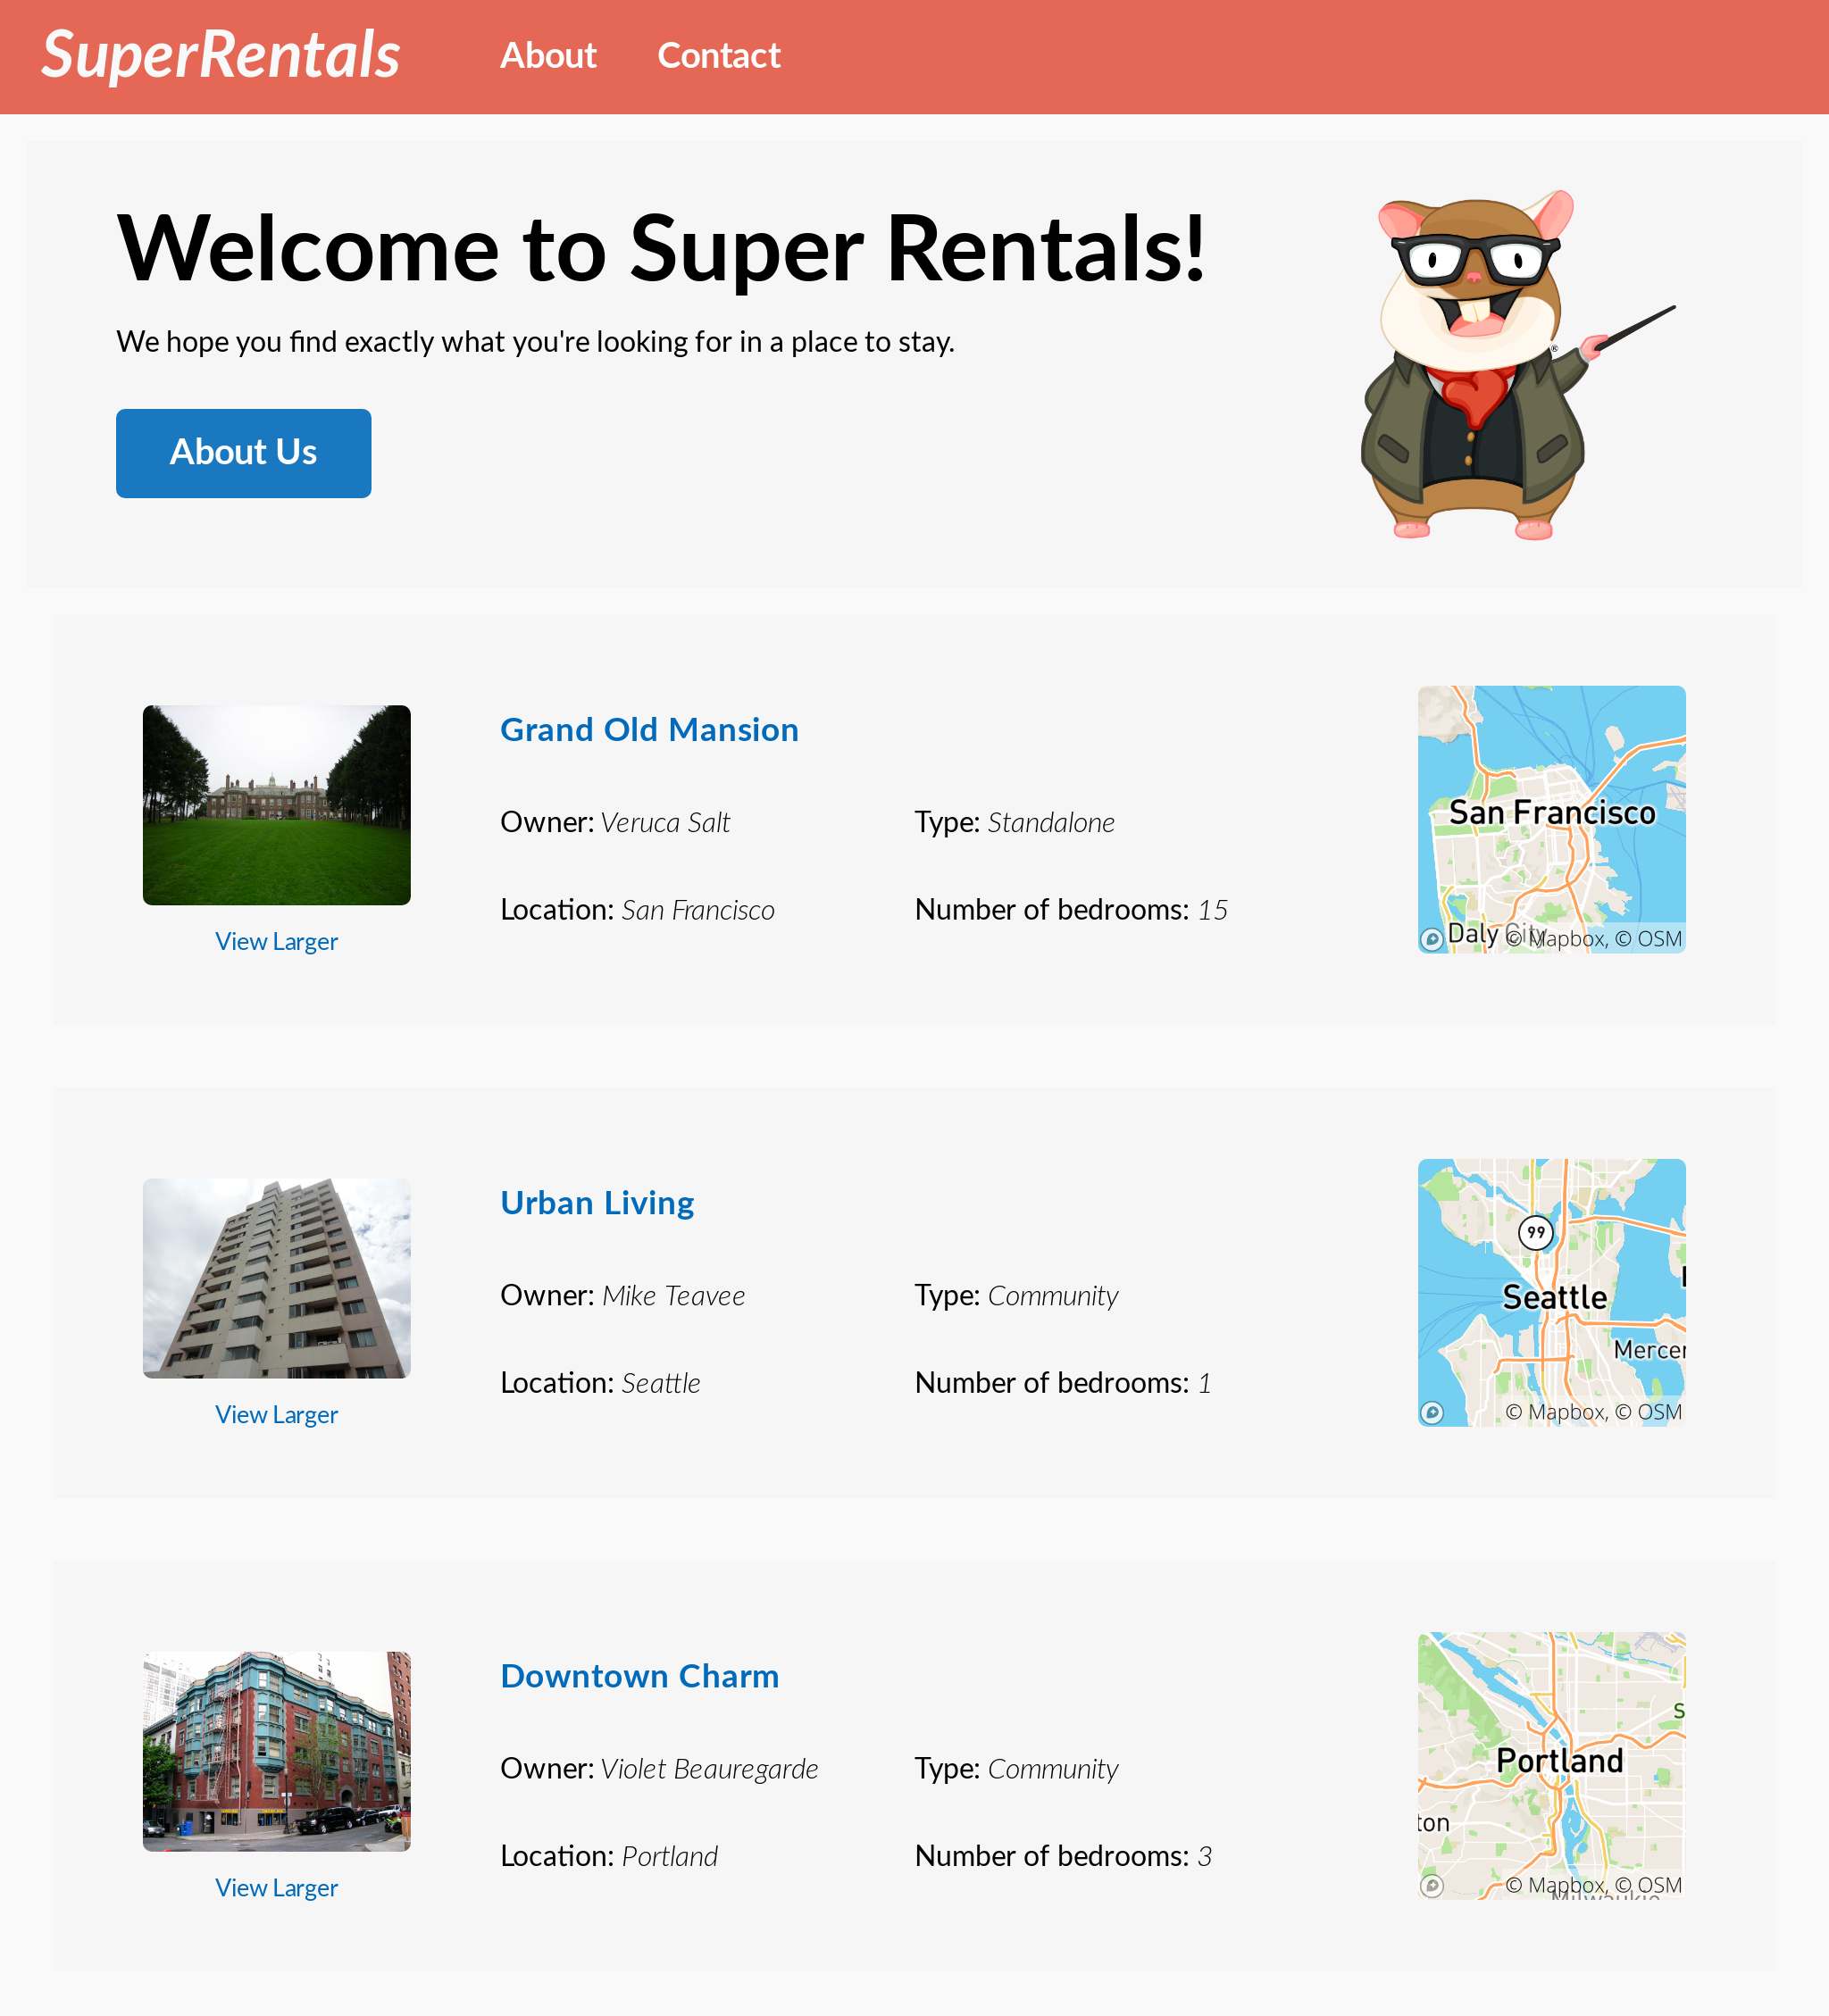 SuperRentals
About
Contact
Welcome to Super Rentals!
We hope you find exactly what you're looking for in a place to stay.
®
About Us
View Larger
Grand Old Mansion
Owner: Veruca Salt
Type: Standalone
Location: San Francisco
Number of bedrooms: 15
San Francisco
Daly City
© Mapbox, © OSM
View Larger
Urban Living
Owner: Mike Teavee
Type: Community
Location: Seattle
Number of bedrooms: 1
99
Seattle
Mercer
© Mapbox, © OSM
View Larger
Downtown Charm
Owner: Violet Beauregarde
Type: Community
Location: Portland
Number of bedrooms: 3
S
Portland
ton
© Mapbox, © OSM
Milwaukie